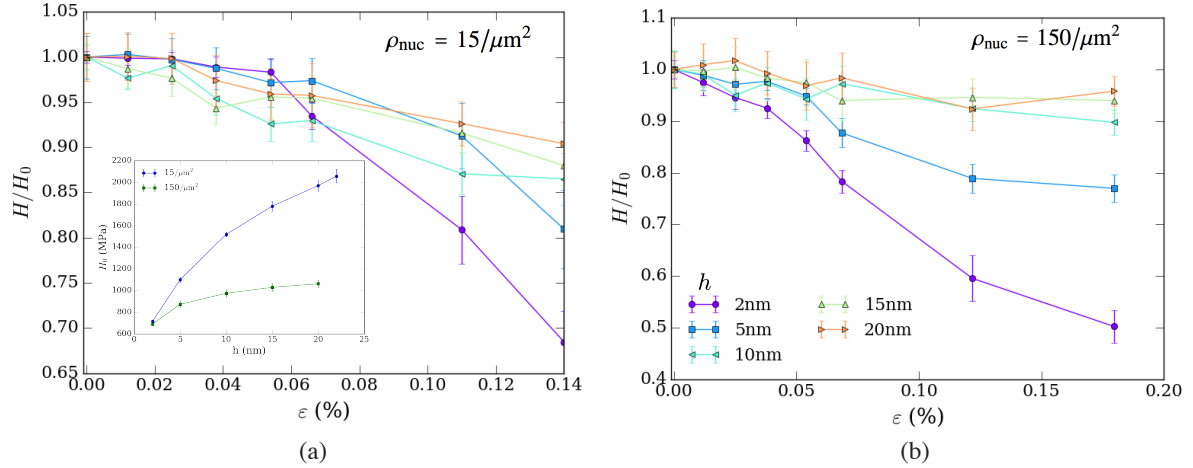 1.05
1.00
0.95
0.90
0.85
0.80
0.75
0.70
0.65
H/H₀
ρnuc = 15/μm²
2200
2000
1800
1600
1400
1200
1000
800
600
H₀ (MPa)
15/μm²
150/μm²
0 5 10 15 20 25
h (nm)
0.00 0.02 0.04 0.06 0.08 0.10 0.12 0.14
ε (%)
(a)
1.1
1.0
0.9
0.8
0.7
0.6
0.5
0.4
H/H₀
ρnuc = 150/μm²
h
2nm 15nm
5nm 20nm
10nm
0.00 0.05 0.10 0.15 0.20
ε (%)
(b)